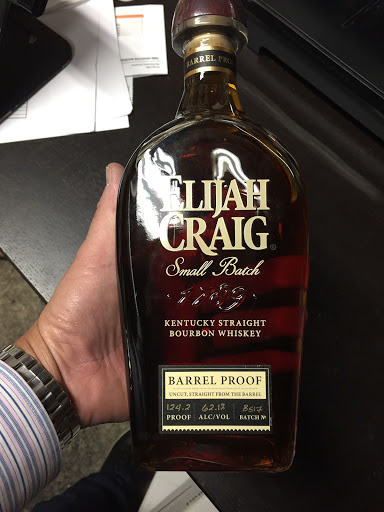 BARREL PROOF
ELIJAH
CRAIG®
Small Batch
1789
KENTUCKY STRAIGHT
BOURBON WHISKEY
BARREL PROOF
UNCUT, STRAIGHT FROM THE BARREL
124.2 62.1% B517
PROOF ALC/VOL BATCH Nº